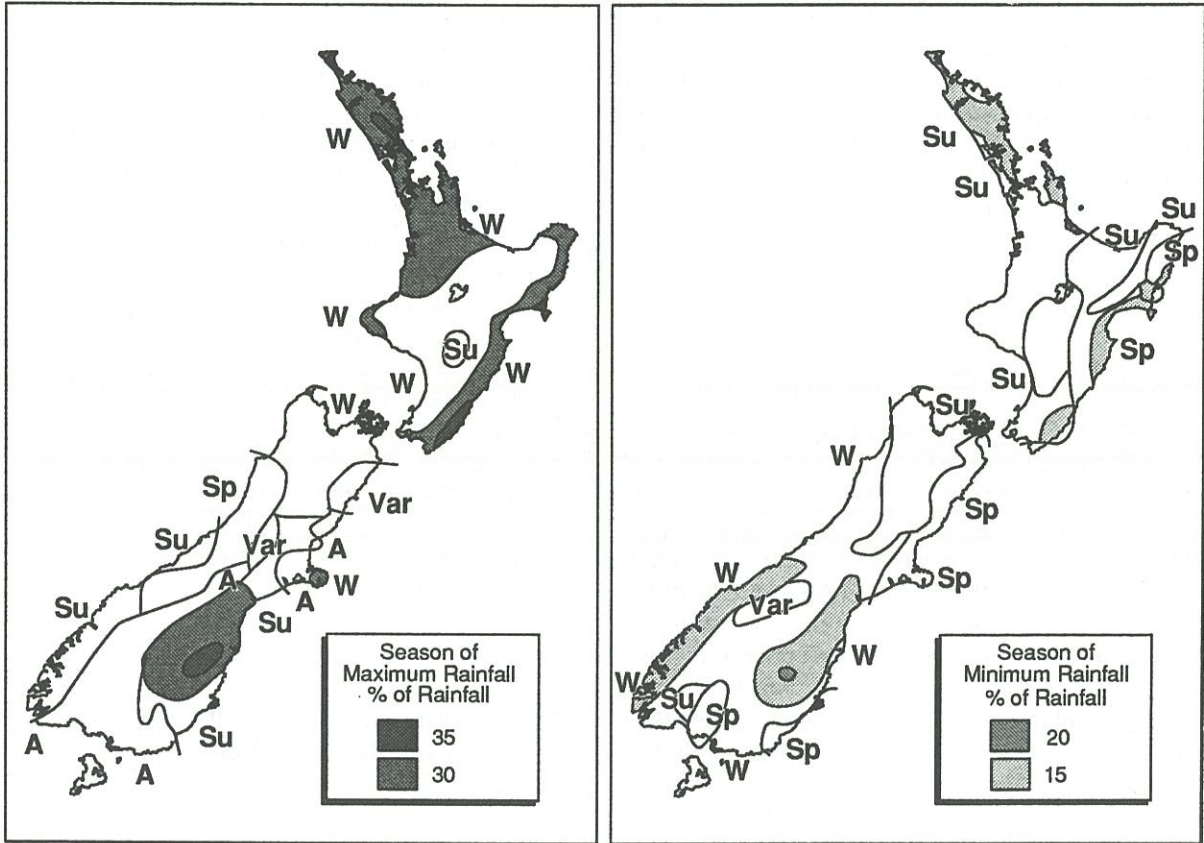 W
W
W
Su
W
W
W
Sp
Var
Su
Var
A
A
W
Su
A
Su
Su
A
A
Season of
Maximum Rainfall
% of Rainfall
35
30
Su
Su
Su
Su
Sp
Sp
Su
Su
W
Sp
Sp
W
Var
W
W
Su
Sp
Sp
W
Season of
Minimum Rainfall
% of Rainfall
20
15